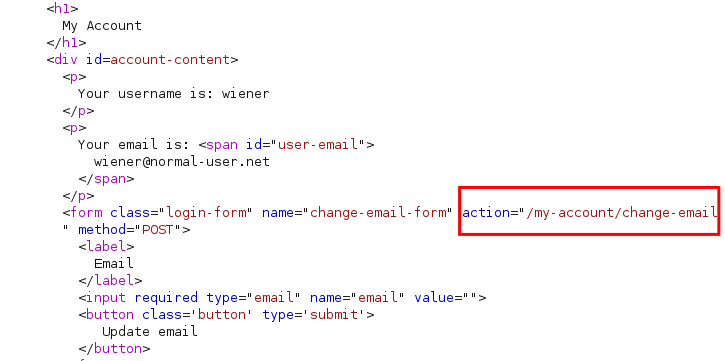 <h1>
My Account
</h1>
<div id=account-content>
<p>
Your username is: wiener
</p>
<p>
Your email is: <span id="user-email">
wiener@normal-user.net
</span>
</p>
<form class="login-form" name="change-email-form" action="/my-account/change-email
" method="POST">
<label>
Email
</label>
<input required type="email" name="email" value="">
<button class='button' type='submit'>
Update email
</button>